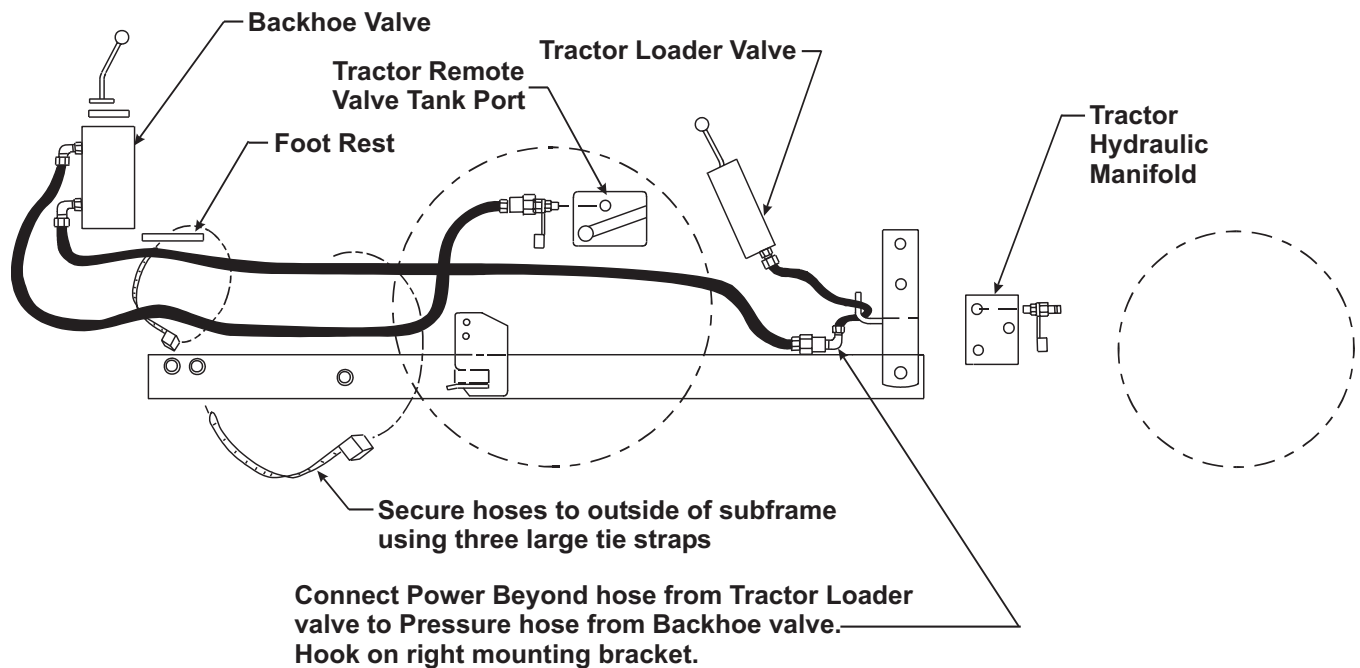 Backhoe Valve
Tractor Loader Valve
Tractor Remote
Valve Tank Port
Tractor
Hydraulic
Manifold
Foot Rest
Secure hoses to outside of subframe
using three large tie straps
Connect Power Beyond hose from Tractor Loader
valve to Pressure hose from Backhoe valve.
Hook on right mounting bracket.